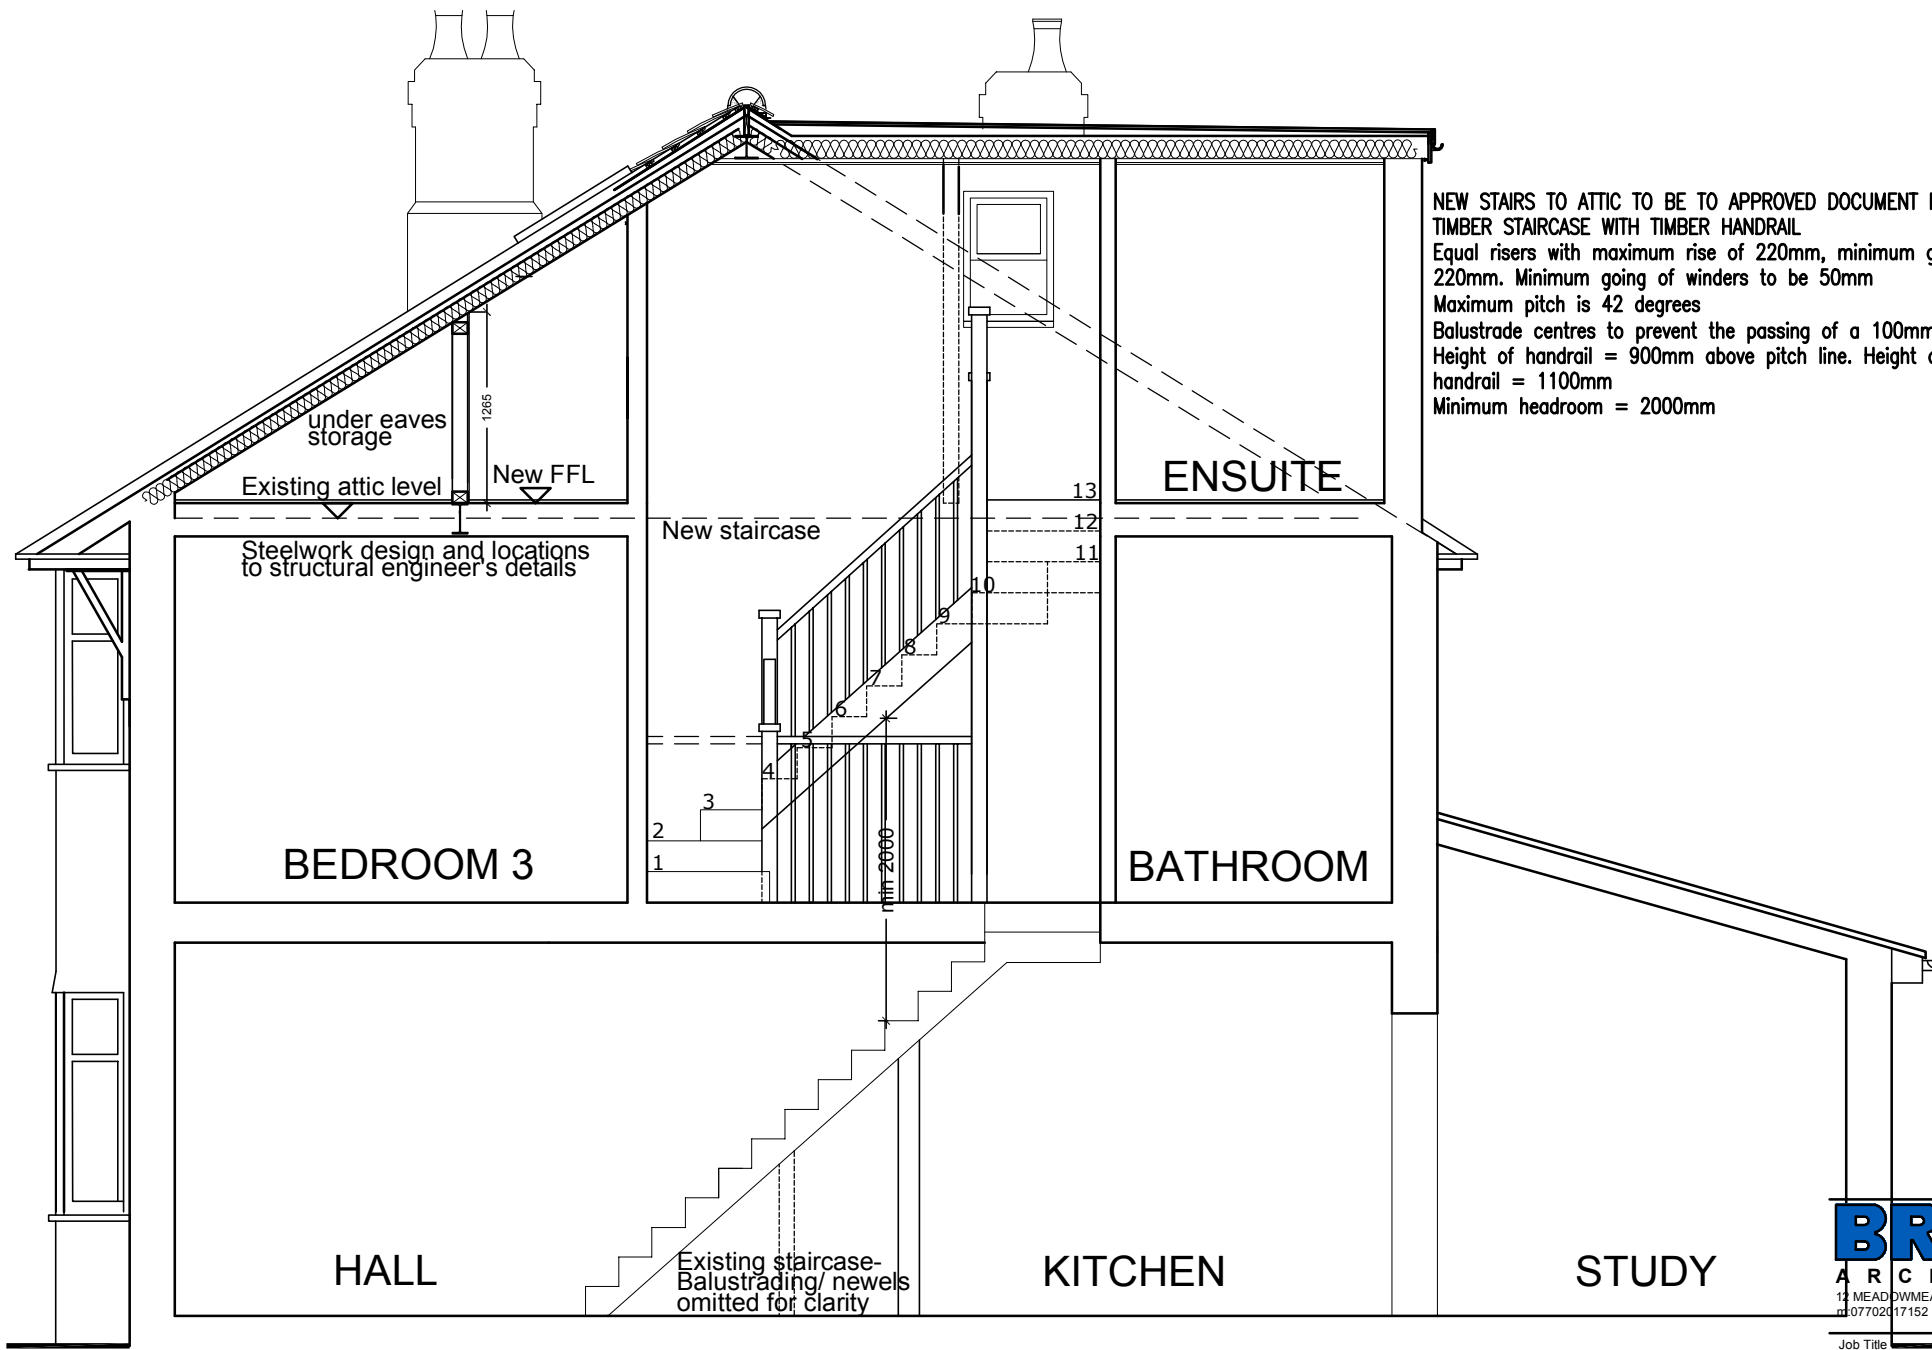 NEW STAIRS TO ATTIC TO BE TO APPROVED DOCUMENT
TIMBER STAIRCASE WITH TIMBER HANDRAIL
Equal risers with maximum rise of 220mm, minimum
220mm. Minimum going of winders to be 50mm
Maximum pitch is 42 degrees
Balustrade centres to prevent the passing of a 100mm
Height of handrail = 900mm above pitch line. Height
handrail = 1100mm
Minimum headroom = 2000mm
1265
under eaves
storage
Existing attic level
New FFL
ENSUITE
13
New staircase
12
Steelwork design and locations
to structural engineer's details
11
10
9
8
7
6
5
4
3
2
1
min 2000
BEDROOM 3
BATHROOM
HALL
Existing staircase-
Balustrading/ newels
omitted for clarity
KITCHEN
STUDY
BR
A R C
12 MEADOWMEA
m:07702017152
Job Title